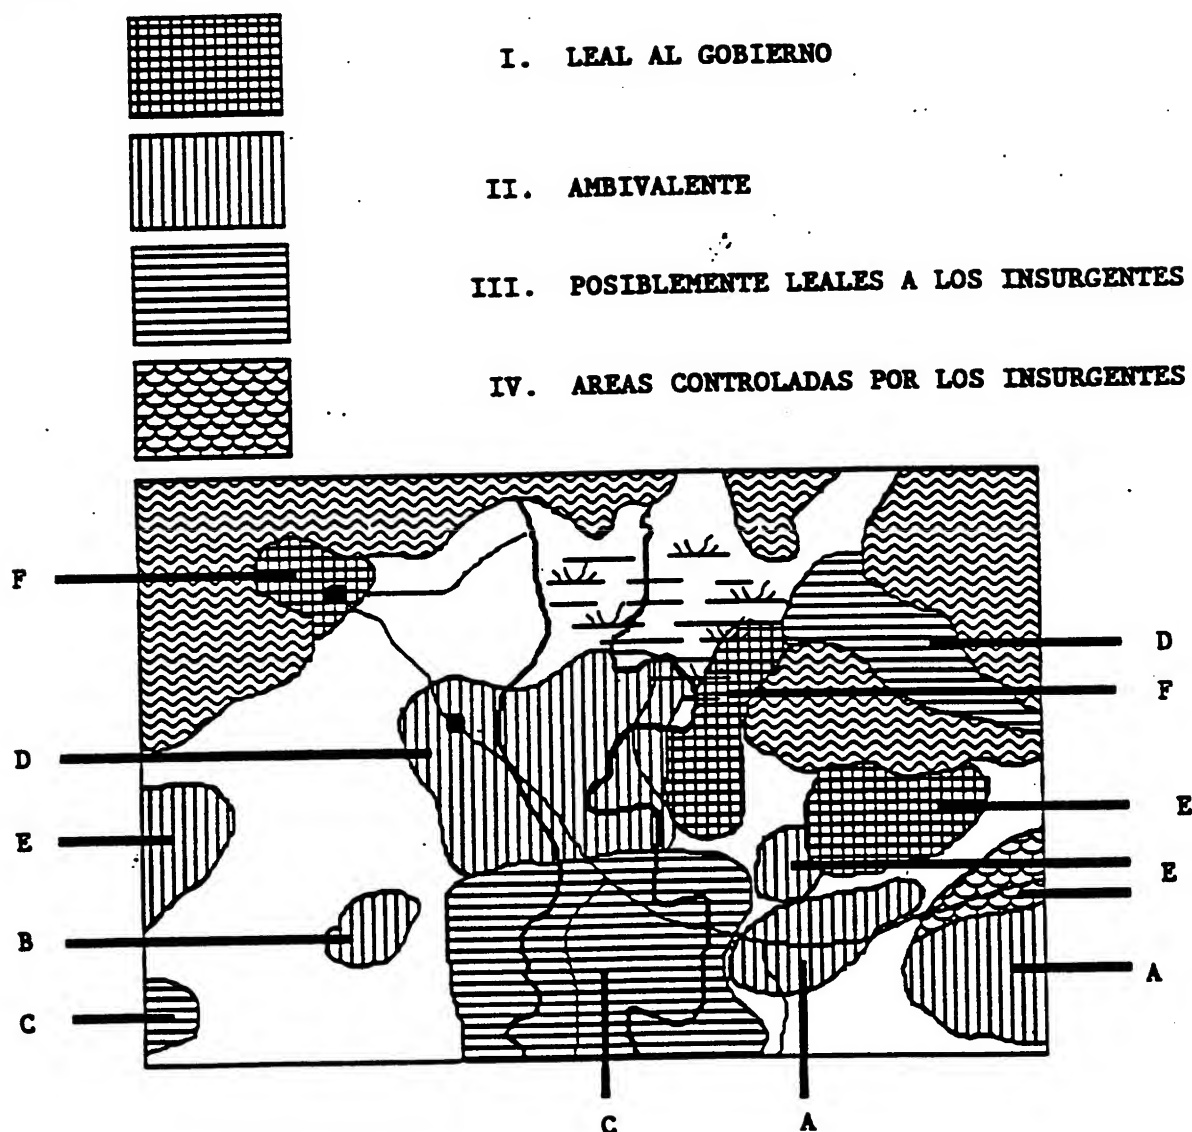 I. LEAL AL GOBIERNO
II. AMBIVALENTE
III. POSIBLEMENTE LEALES A LOS INSURGENTES
IV. AREAS CONTROLADAS POR LOS INSURGENTES
F
D
F
D
E
E
E
B
A
C
C
A